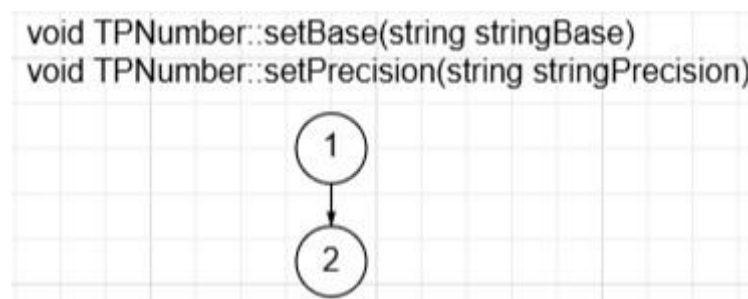 void TPNumber::setBase(string stringBase)
void TPNumber::setPrecision(string stringPrecision)
1
2